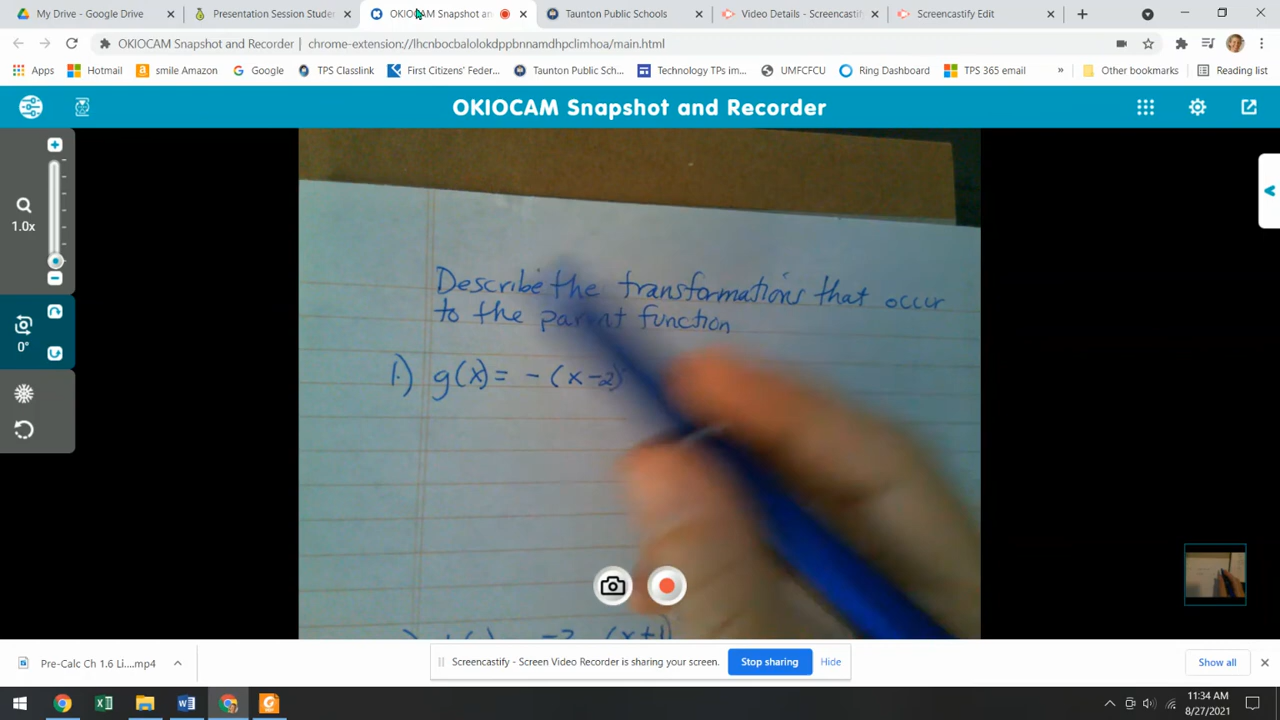 My Drive - Google Drive
Presentation Session Studen
OKIOCAM Snapshot an
Taunton Public Schools
Video Details - Screencastif
Screencastify Edit
OKIOCAM Snapshot and Recorder | chrome-extension://lhcnbocbalolokdppbnnamdhpclimhoa/main.html
Apps
Hotmail
smile Amazon
Google
TPS Classlink
First Citizens' Feder...
Taunton Public Sch...
Technology TPs im...
UMFCFCU
Ring Dashboard
TPS 365 email
»
Other bookmarks
Reading list
OKIOCAM Snapshot and Recorder
1.0x
0°
Describe the transformations that occur
to the parent function
1.) g(x) = -(x-2)
(x+1)
Pre-Calc Ch 1.6 Li....mp4
Screencastify - Screen Video Recorder is sharing your screen.
Stop sharing
Hide
Show all
11:34 AM
8/27/2021